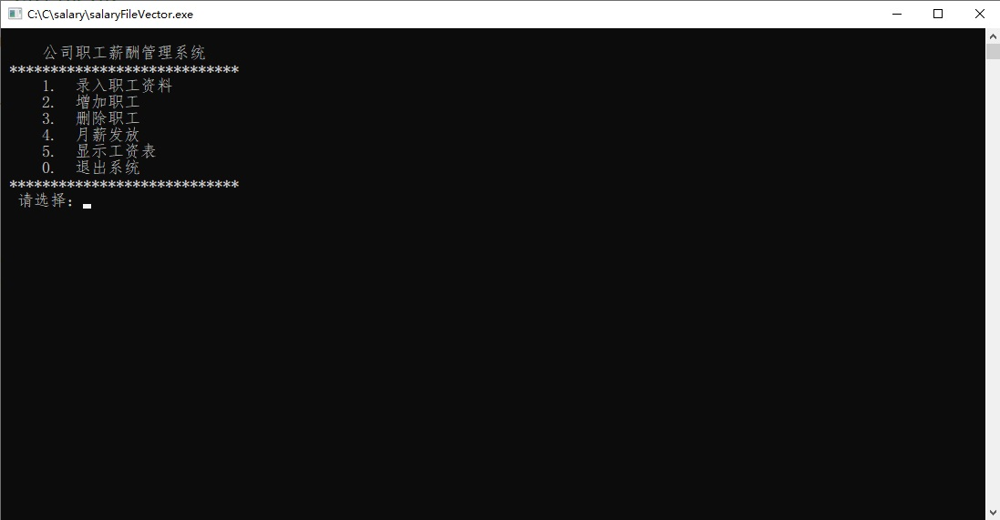 C:\C\salary\salaryFileVector.exe
公司职工薪酬管理系统
****************************
1. 录入职工资料
2. 增加职工
3. 删除职工
4. 月薪发放
5. 显示工资表
0. 退出系统
****************************
请选择：